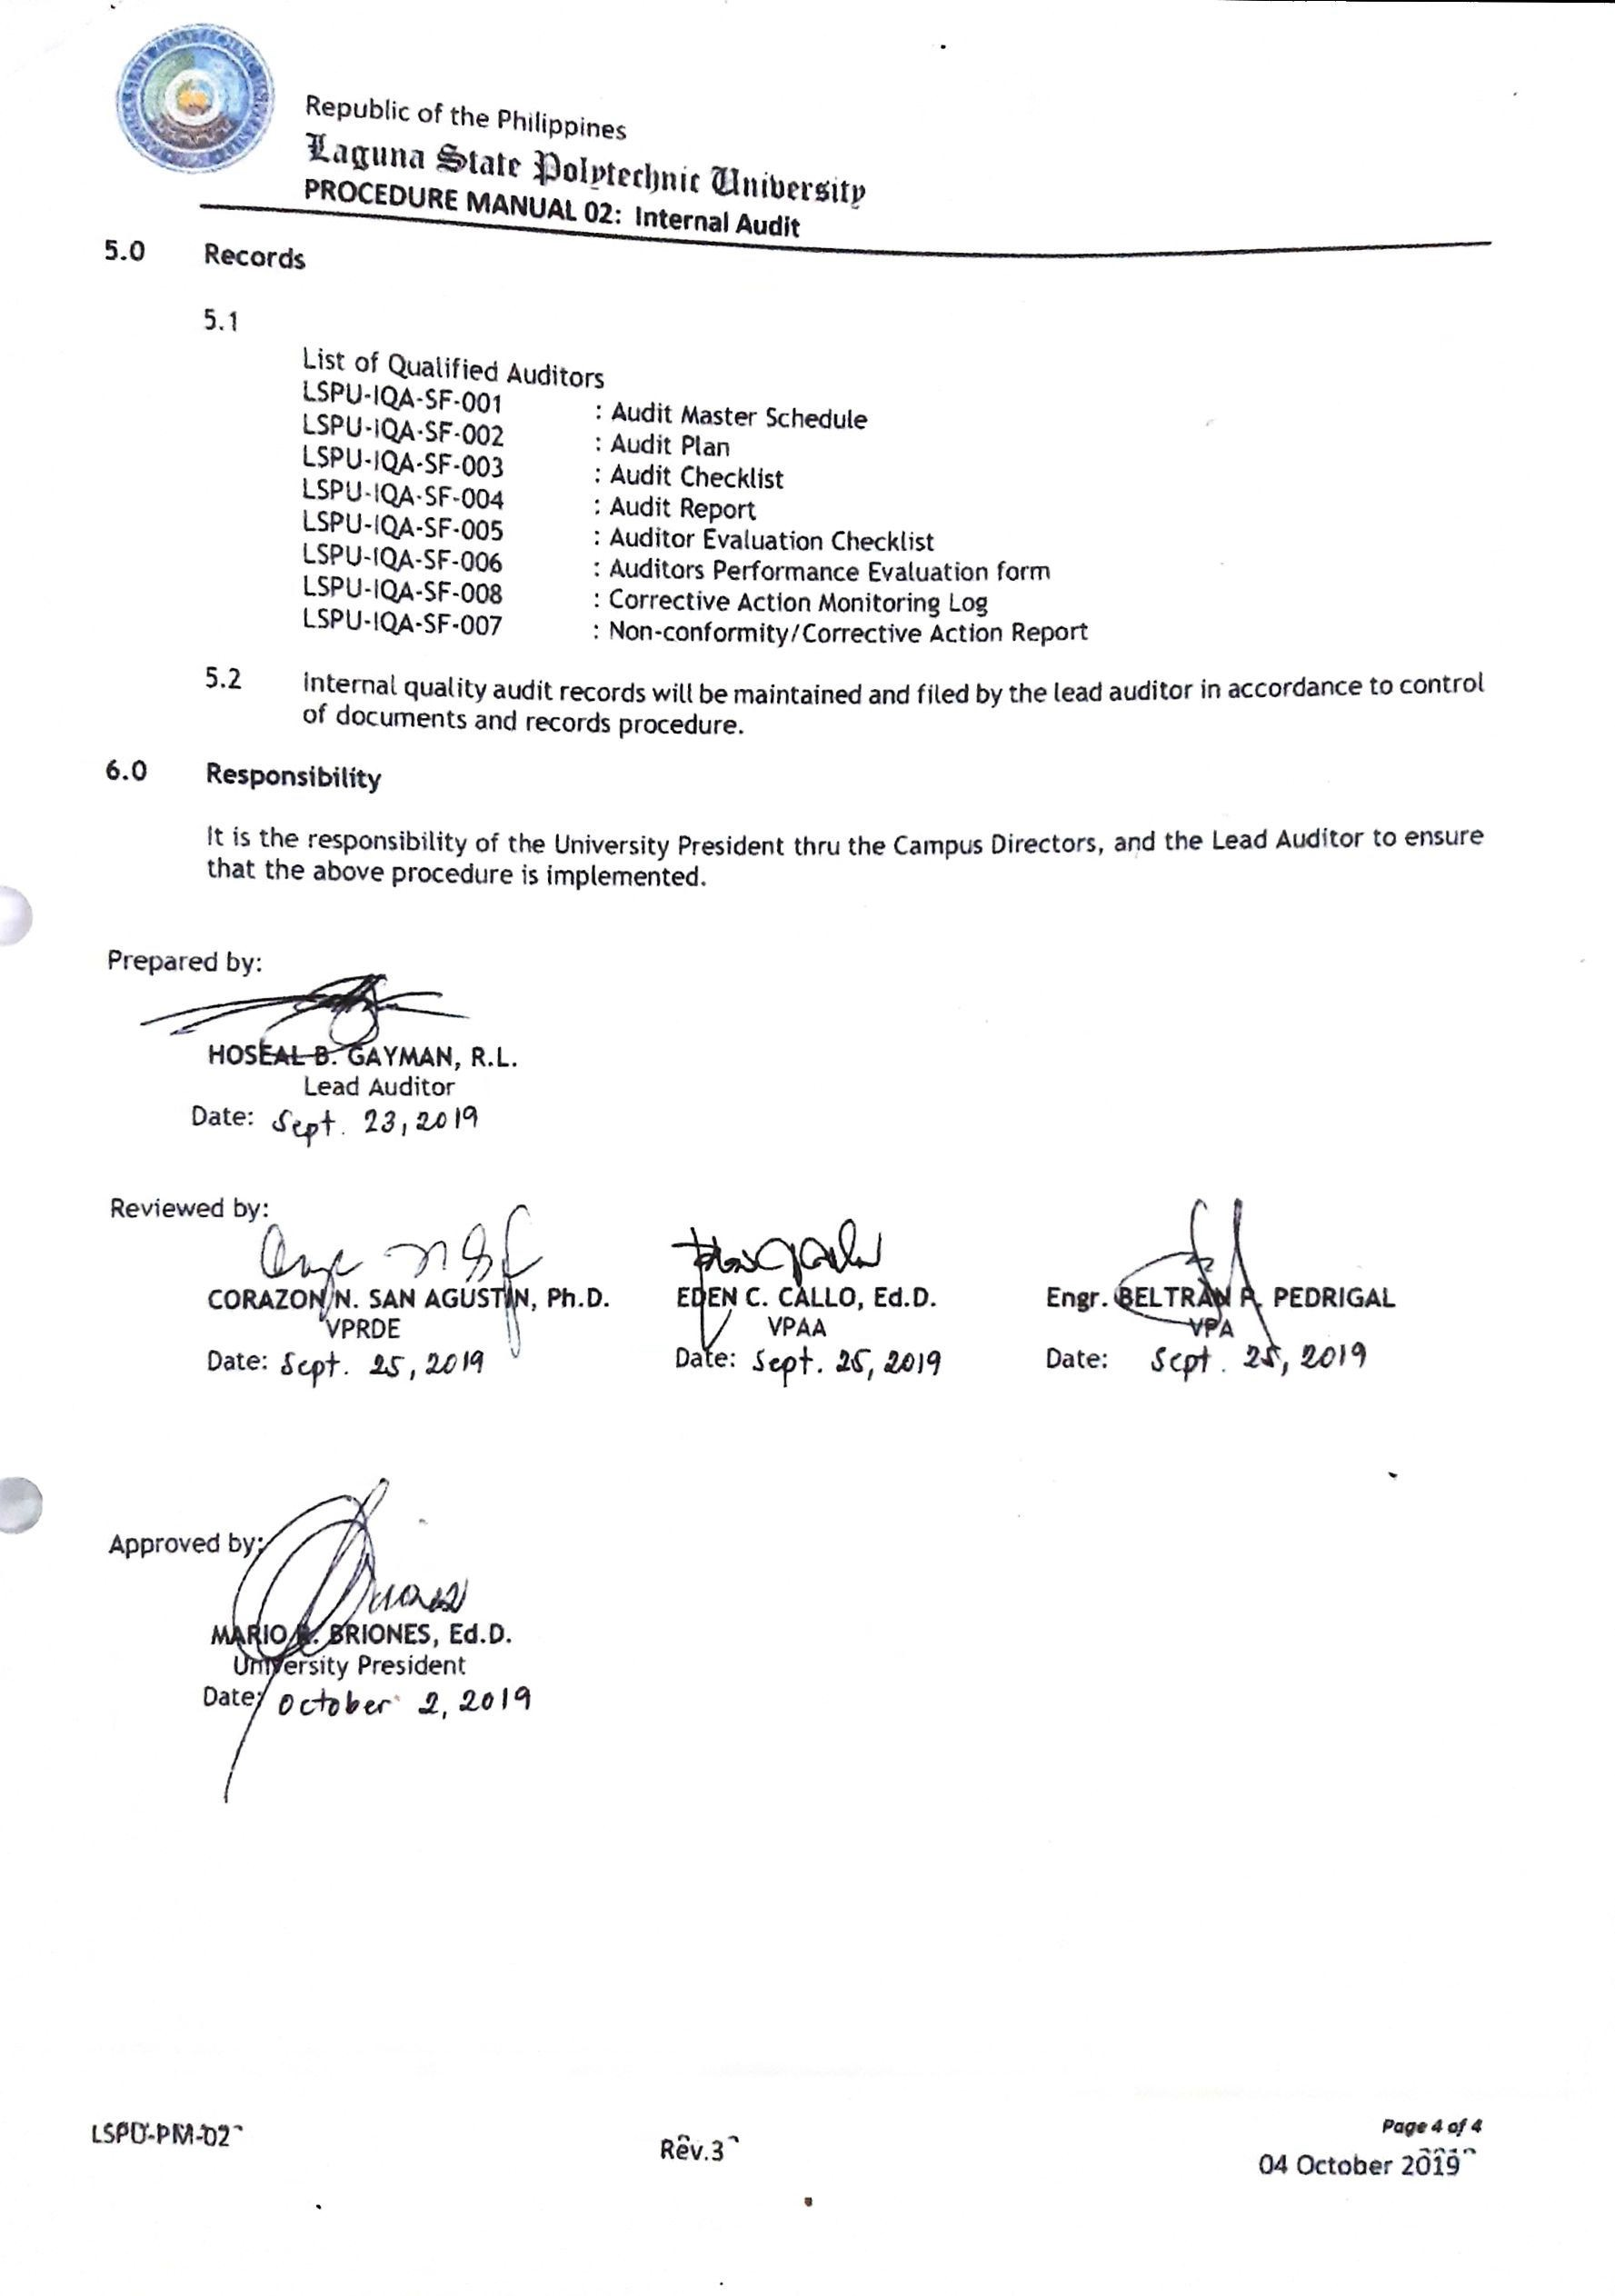 Republic of the Philippines
Laguna State Polytechnic University
PROCEDURE MANUAL 02: Internal Audit
5.0 Records
5.1
List of Qualified Auditors
LSPU-IQA-SF-001 : Audit Master Schedule
LSPU-IQA-SF-002 : Audit Plan
LSPU-IQA-SF-003 : Audit Checklist
LSPU-IQA-SF-004 : Audit Report
LSPU-IQA-SF-005 : Auditor Evaluation Checklist
LSPU-IQA-SF-006 : Auditors Performance Evaluation form
LSPU-IQA-SF-008 : Corrective Action Monitoring Log
LSPU-IQA-SF-007 : Non-conformity/Corrective Action Report
5.2 Internal quality audit records will be maintained and filed by the lead auditor in accordance to control
of documents and records procedure.
6.0 Responsibility
It is the responsibility of the University President thru the Campus Directors, and the Lead Auditor to ensure
that the above procedure is implemented.
Prepared by:
HOSEAL B. GAYMAN, R.L.
Lead Auditor
Date: Sept. 23, 2019
Reviewed by:
CORAZON N. SAN AGUSTIN, Ph.D. EDEN C. CALLO, Ed.D. Engr. BELTRAN P. PEDRIGAL
VPRDE VPAA VPA
Date: Sept. 25, 2019 Date: Sept. 25, 2019 Date: Sept. 25, 2019
Approved by:
MARIO R. BRIONES, Ed.D.
University President
Date: October 2, 2019
Page 4 of 4
LSPU-PM-02 Rev.3 04 October 2019